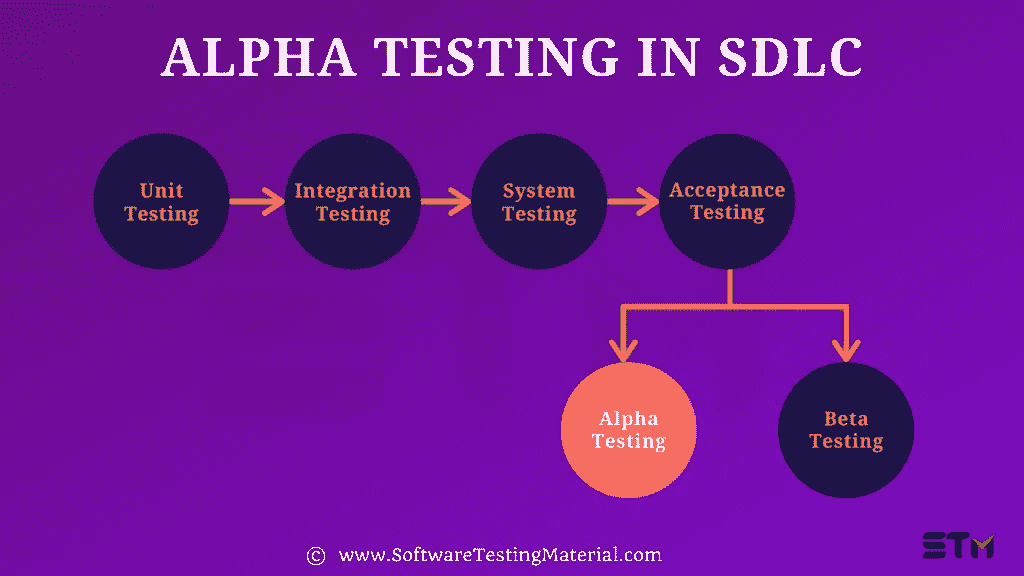 ALPHA TESTING IN SDLC
Unit
Testing
Integration
Testing
System
Testing
Acceptance
Testing
Alpha
Testing
Beta
Testing
STM
© www.SoftwareTestingMaterial.com